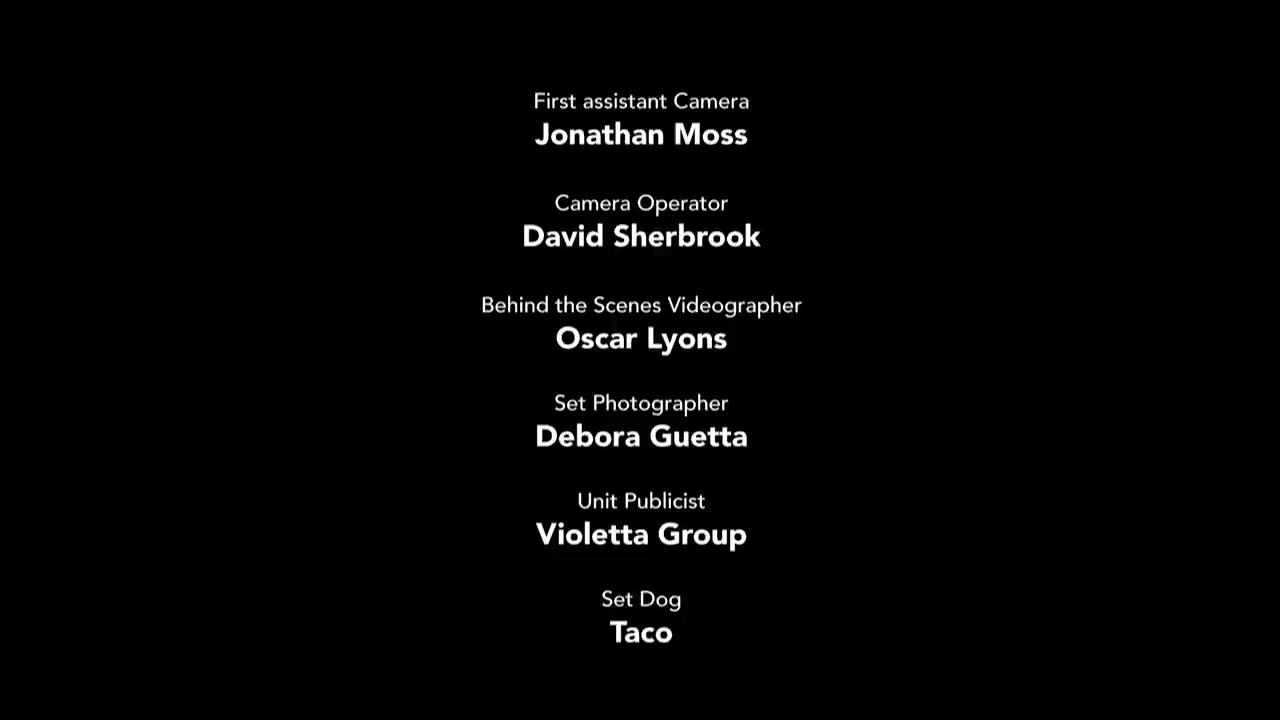 First assistant Camera
Jonathan Moss
Camera Operator
David Sherbrook
Behind the Scenes Videographer
Oscar Lyons
Set Photographer
Debora Guetta
Unit Publicist
Violetta Group
Set Dog
Taco